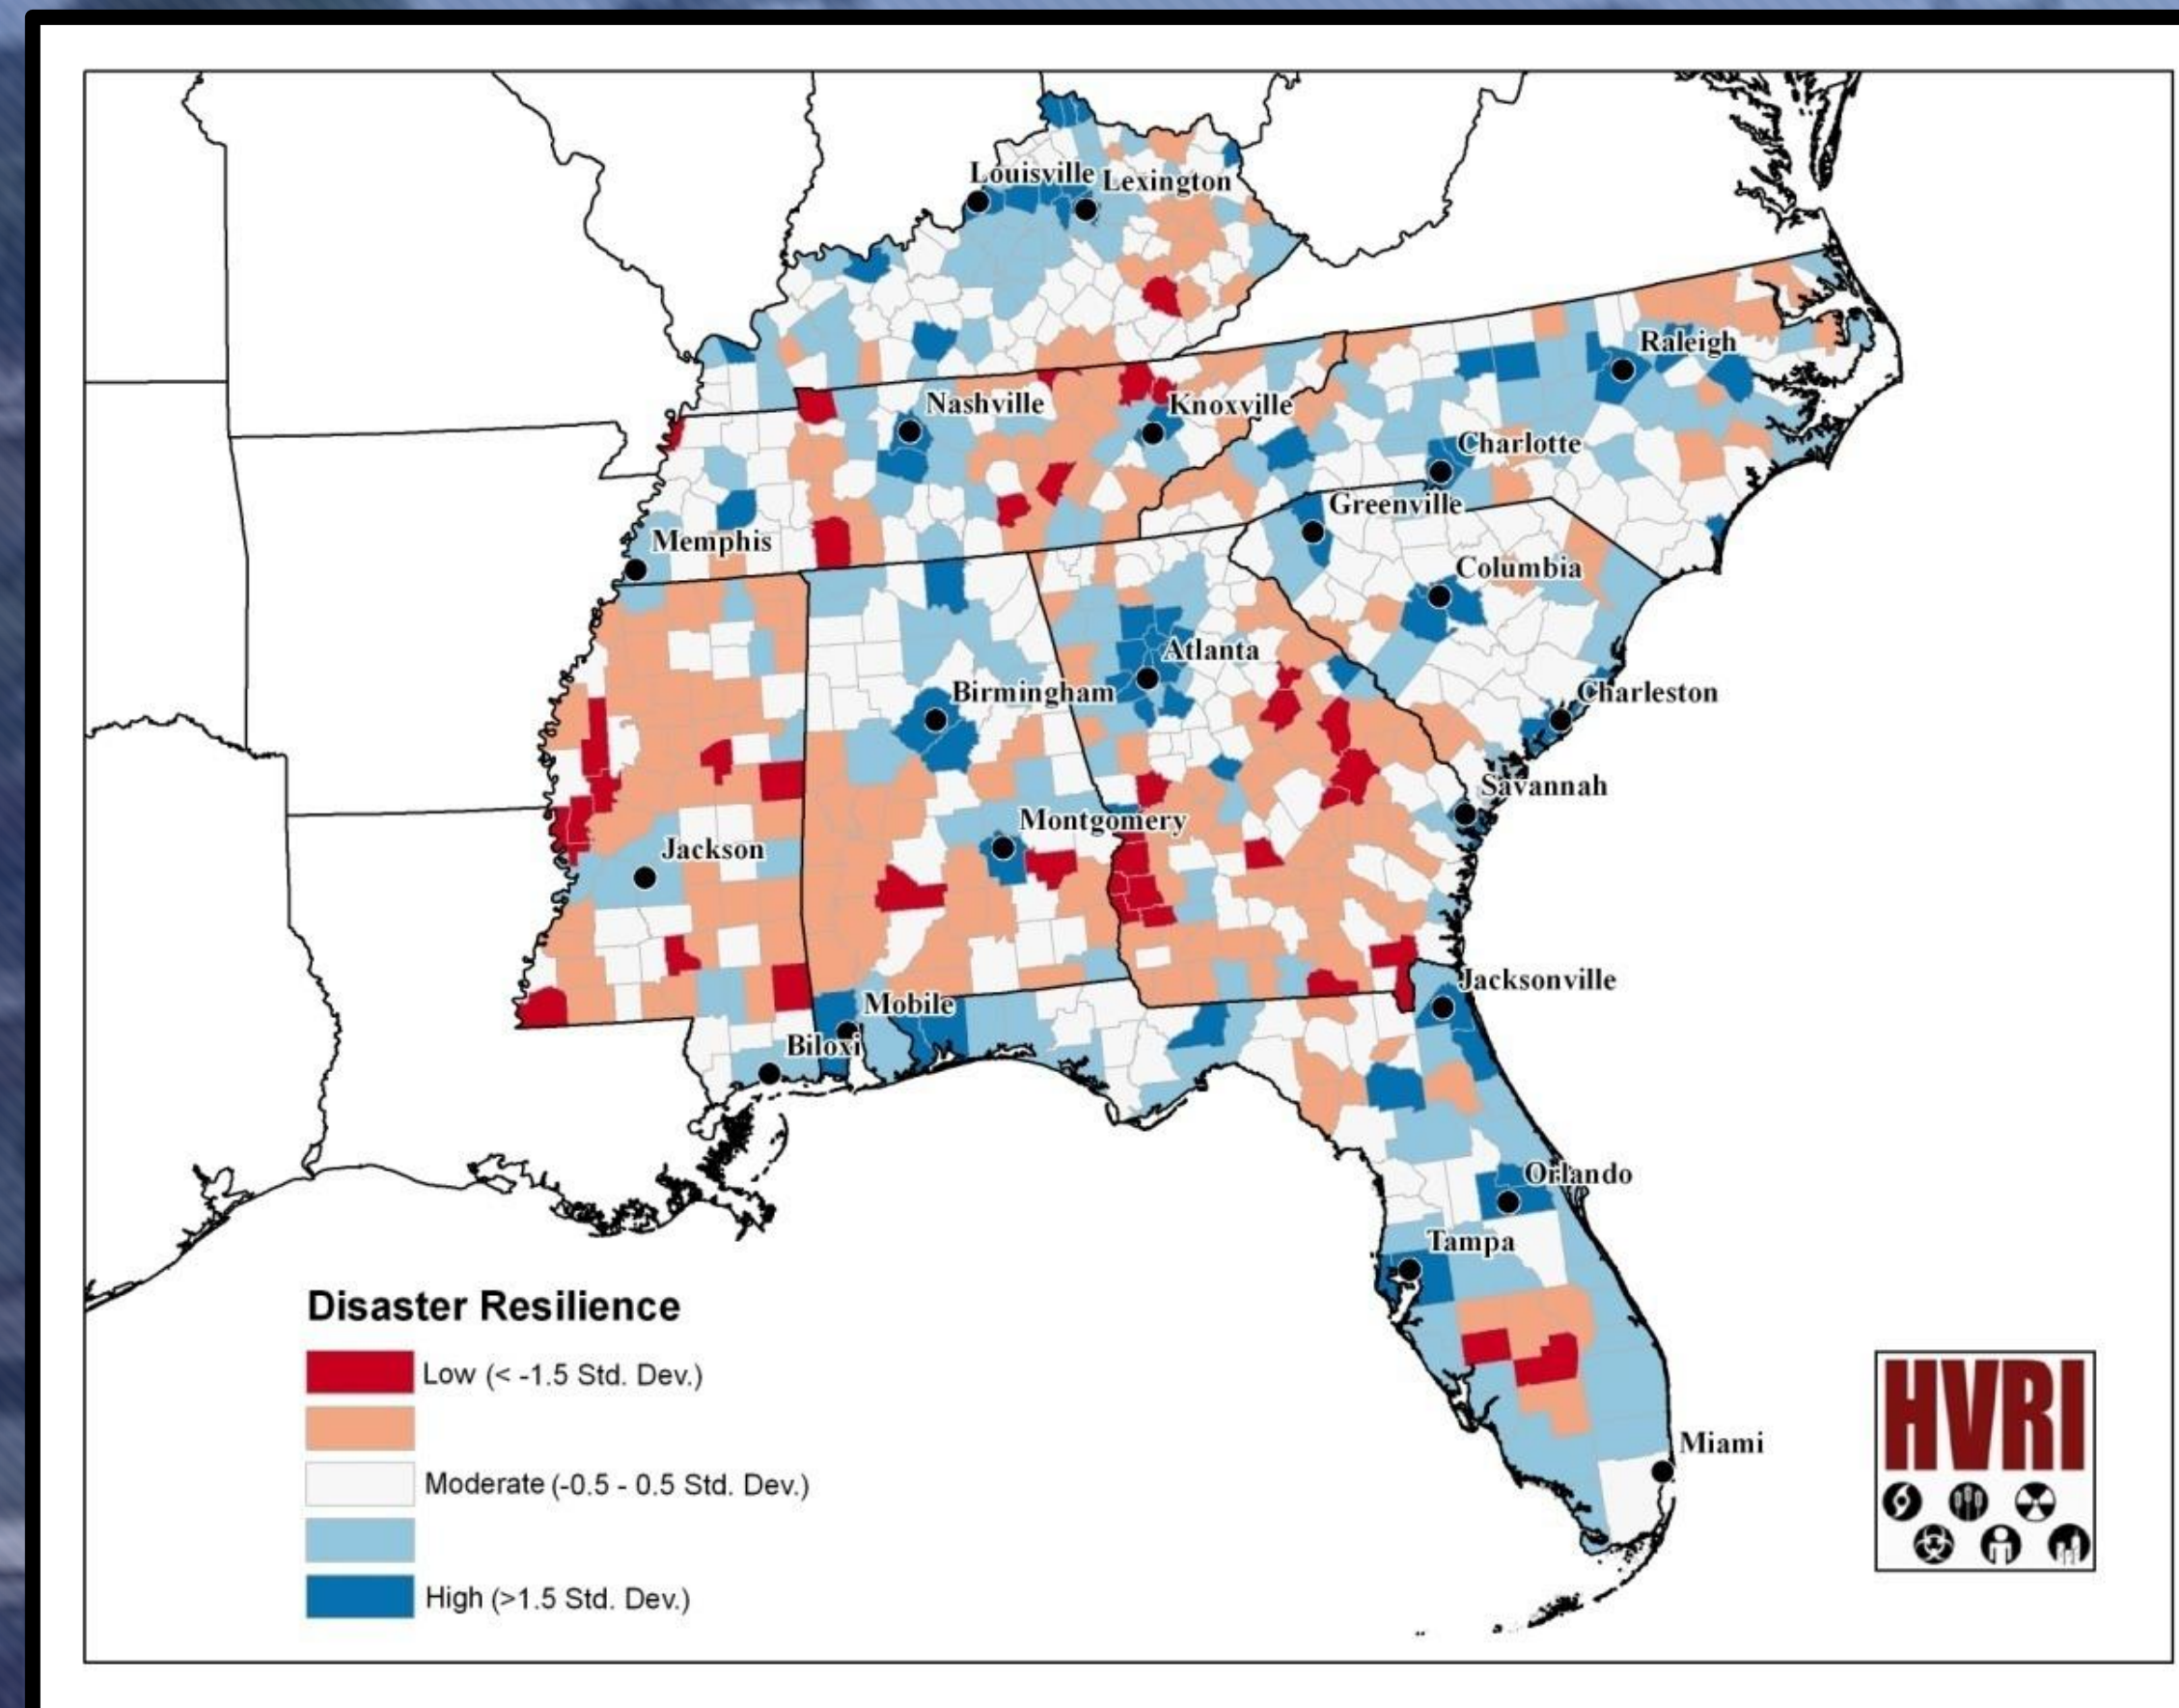 Louisville
Lexington
Raleigh
Nashville
Knoxville
Charlotte
Greenville
Memphis
Columbia
Atlanta
Birmingham
Charleston
Savannah
Montgomery
Jackson
Jacksonville
Mobile
Biloxi
Orlando
Tampa
Miami
Disaster Resilience
Low (< -1.5 Std. Dev.)
Moderate (-0.5 - 0.5 Std. Dev.)
High (>1.5 Std. Dev.)
HVRI